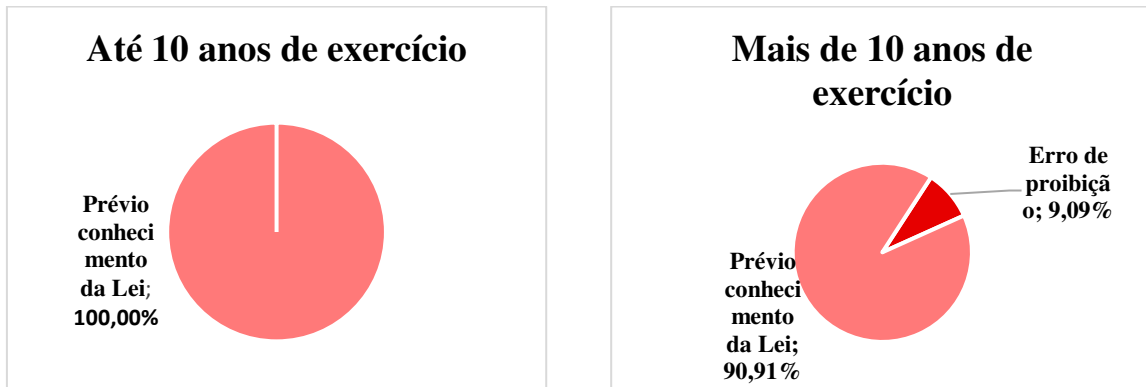 Até 10 anos de exercício
Prévio
conheci
mento
da Lei;
100,00%
Mais de 10 anos de
exercício
Erro de
proibiçã
o; 9,09%
Prévio
conheci
mento
da Lei;
90,91%